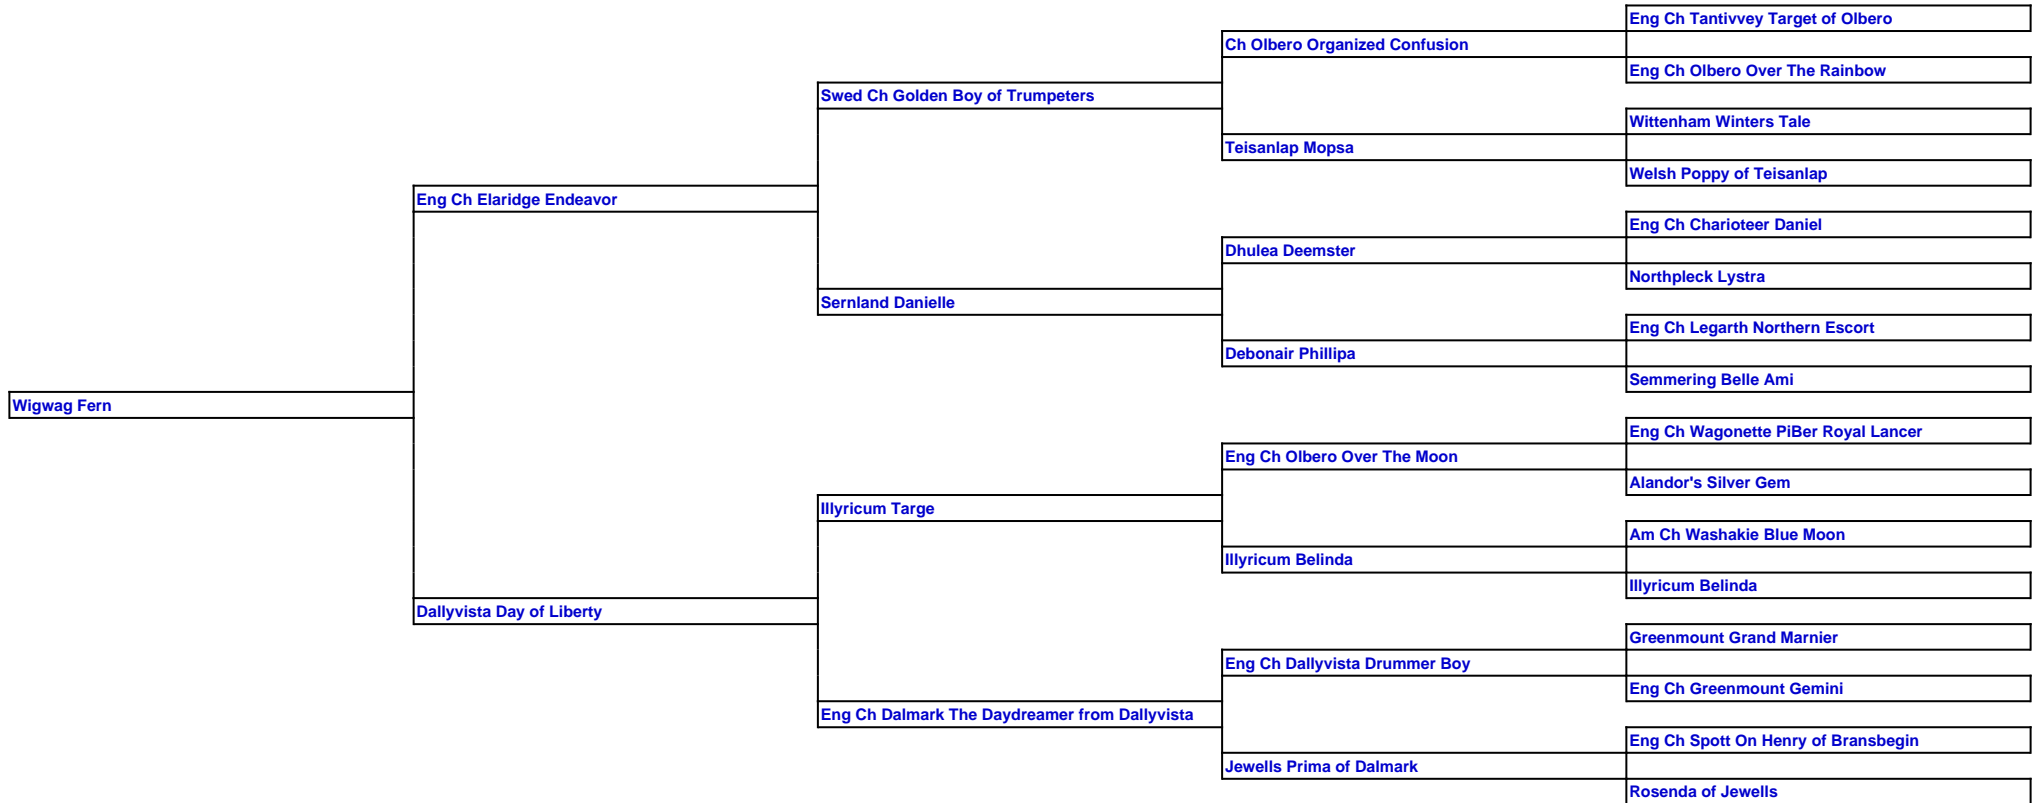 Eng Ch Tantivvey Target of Olbero
Ch Olbero Organized Confusion
Eng Ch Olbero Over The Rainbow
Swed Ch Golden Boy of Trumpeters
Wittenham Winters Tale
Teisanlap Mopsa
Welsh Poppy of Teisanlap
Eng Ch Elaridge Endeavor
Eng Ch Charioteer Daniel
Dhulea Deemster
Northpleck Lystra
Sernland Danielle
Eng Ch Legarth Northern Escort
Debonair Phillipa
Semmering Belle Ami
Wigwag Fern
Eng Ch Wagonette PiBer Royal Lancer
Eng Ch Olbero Over The Moon
Alandor's Silver Gem
Illyricum Targe
Am Ch Washakie Blue Moon
Illyricum Belinda
Illyricum Belinda
Dallyvista Day of Liberty
Greenmount Grand Marnier
Eng Ch Dallyvista Drummer Boy
Eng Ch Greenmount Gemini
Eng Ch Dalmark The Daydreamer from Dallyvista
Eng Ch Spott On Henry of Bransbegin
Jewells Prima of Dalmark
Rosenda of Jewells